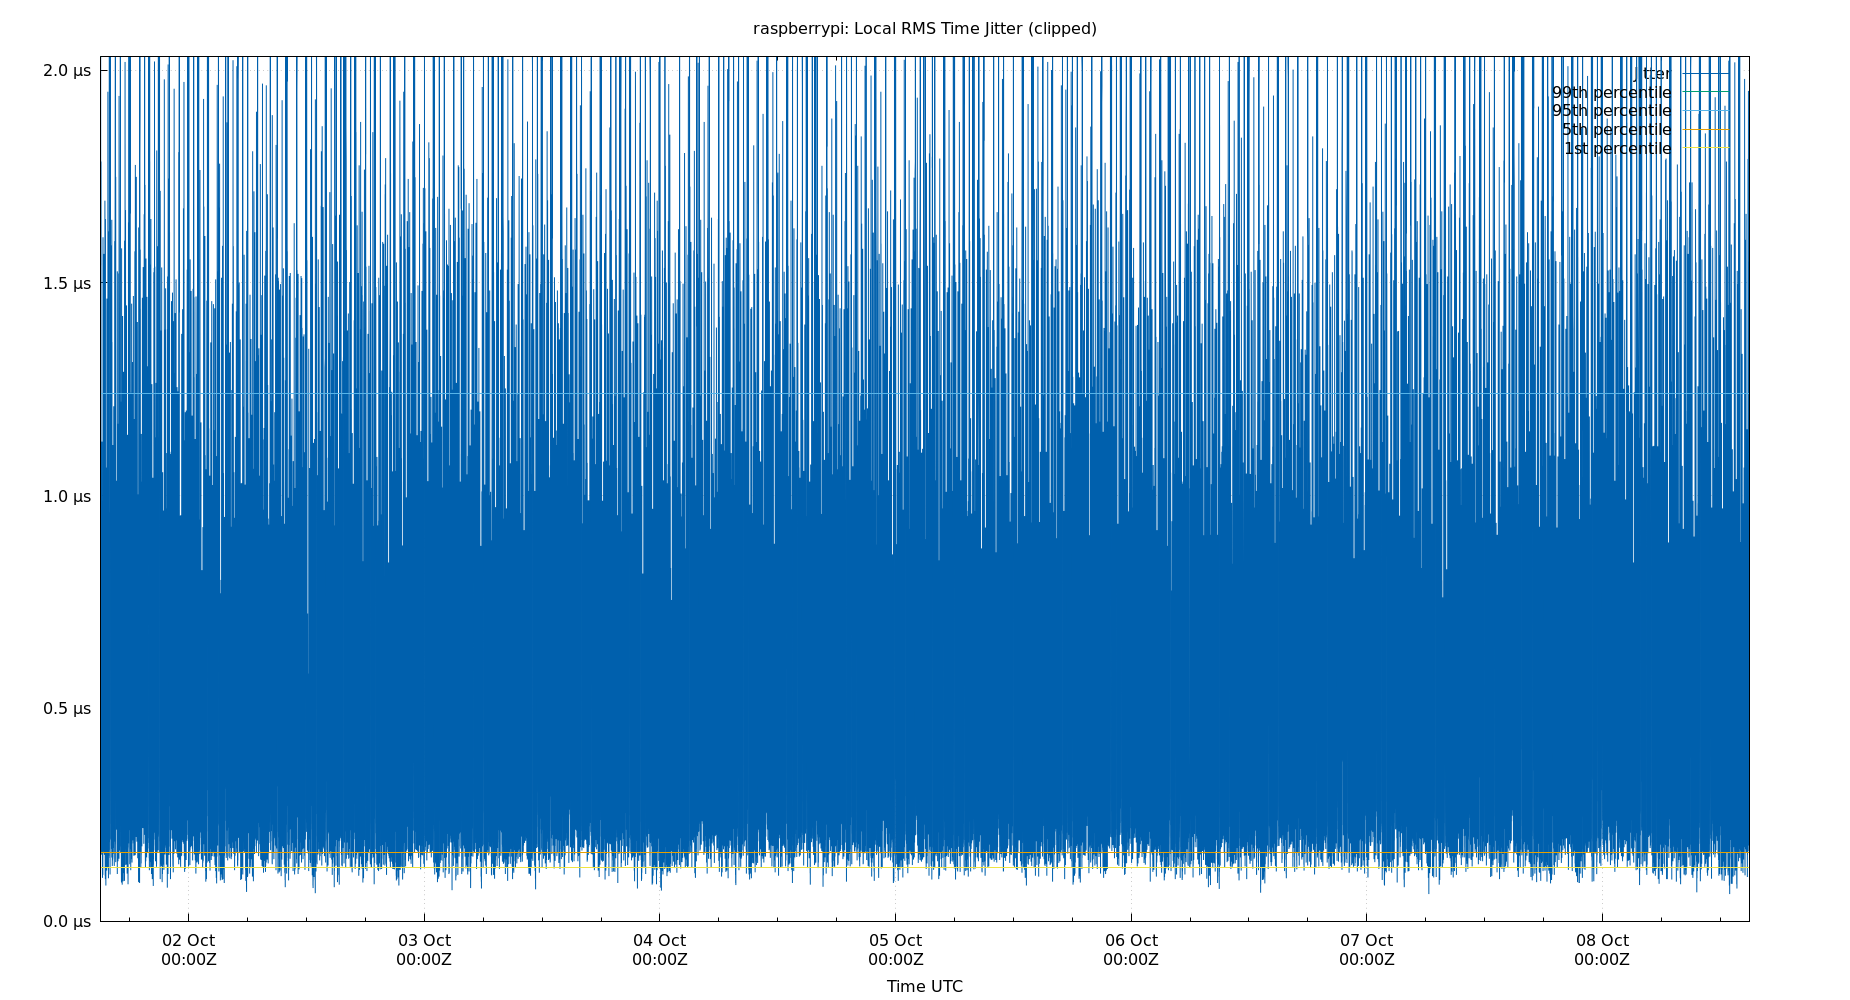 raspberrypi: Local RMS Time Jitter (clipped)
2.0 µs
1.5 µs
1.0 µs
0.5 µs
0.0 µs
jitter
99th percentile
95th percentile
5th percentile
1st percentile
02 Oct 03 Oct 04 Oct 05 Oct 06 Oct 07 Oct 08 Oct
00:00Z 00:00Z 00:00Z 00:00Z 00:00Z 00:00Z 00:00Z
Time UTC